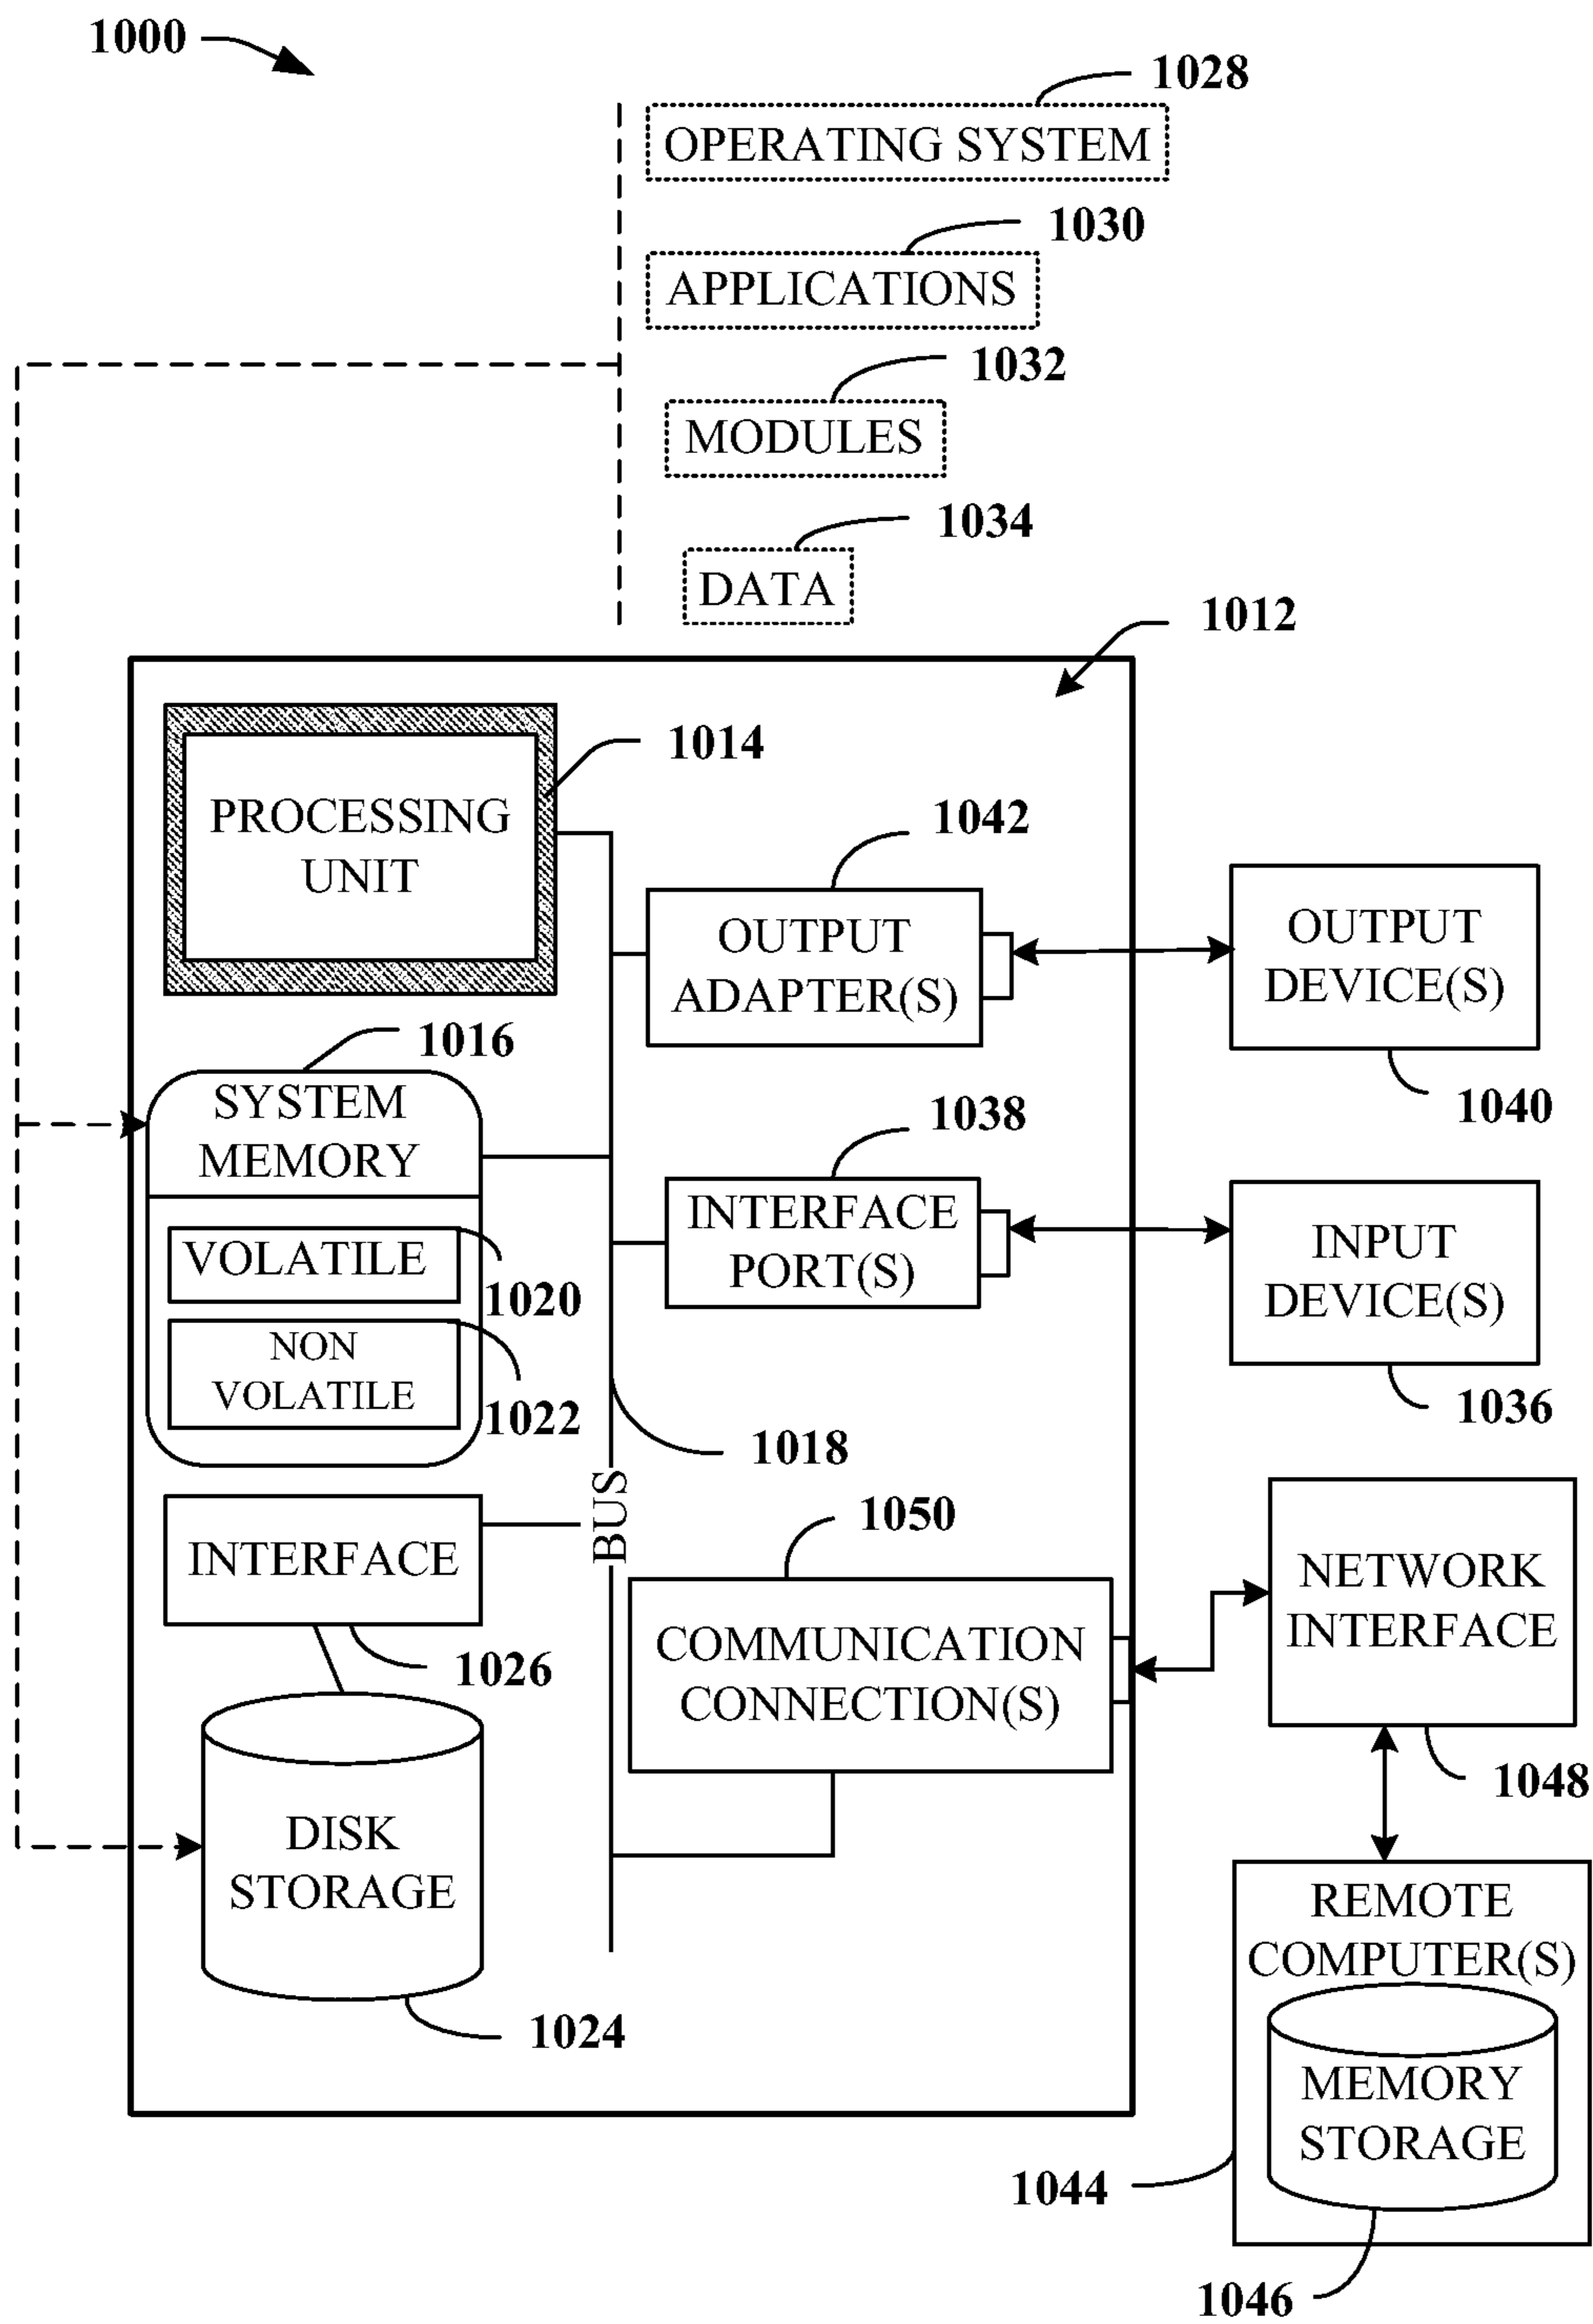 1000
1028
OPERATING SYSTEM
1030
APPLICATIONS
1032
MODULES
1034
DATA
1012
1014
PROCESSING
UNIT
1042
OUTPUT
ADAPTER(S)
OUTPUT
DEVICE(S)
1040
1016
SYSTEM
MEMORY
VOLATILE
1020
NON
VOLATILE
1022
1038
INTERFACE
PORT(S)
INPUT
DEVICE(S)
1036
1018
BUS
INTERFACE
1026
1050
COMMUNICATION
CONNECTION(S)
NETWORK
INTERFACE
1048
DISK
STORAGE
1024
REMOTE
COMPUTER(S)
MEMORY
STORAGE
1044
1046